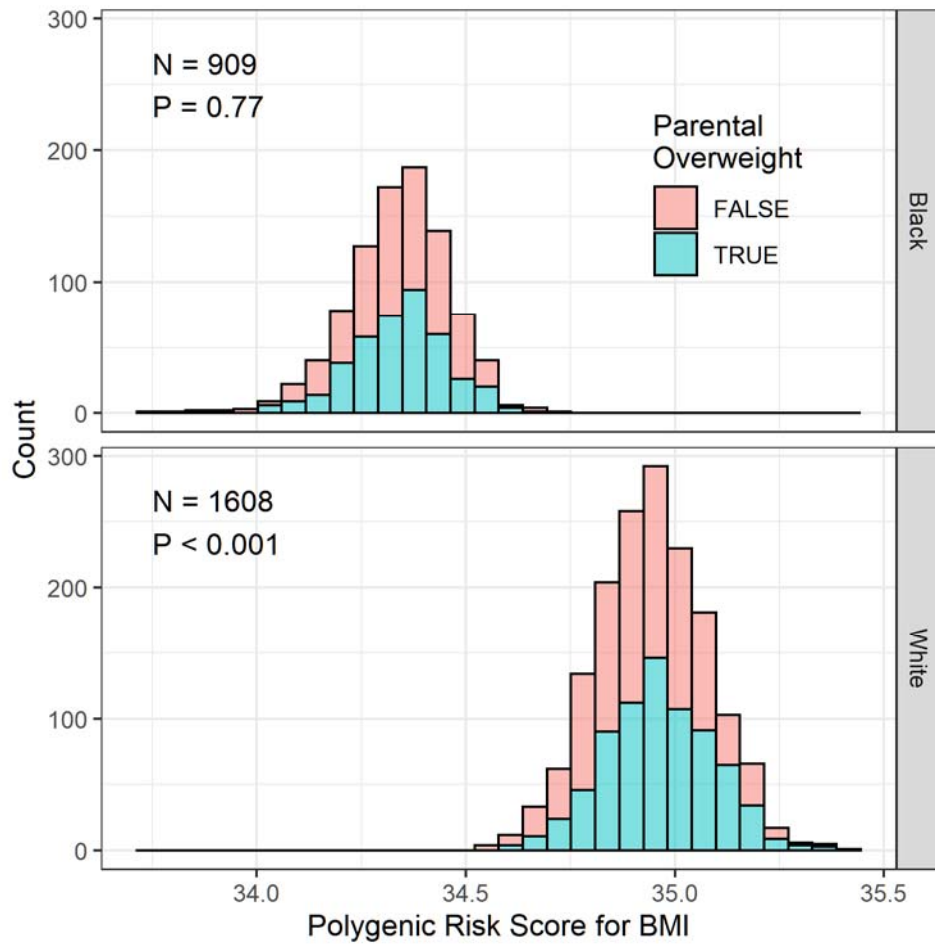 300
N = 909
P = 0.77
Parental
Overweight
FALSE
TRUE
200
100
0
Black
Count
300
N = 1608
P < 0.001
200
100
0
White
34.0
34.5
35.0
35.5
Polygenic Risk Score for BMI